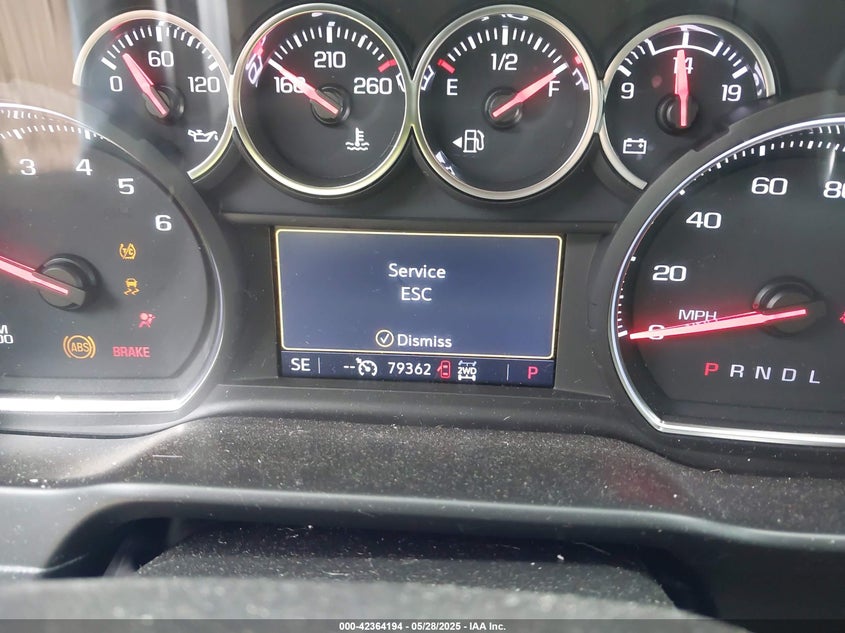 0 60 120
160 210 260
E 1/2 F
9 14 19
3 4 5 6
T/C
ABS
BRAKE
Service
ESC
Dismiss
SE -- 79362 2WD P
0 20 40 60 80
MPH
P R N D L
000-42364194 - 05/28/2025 - IAA Inc.